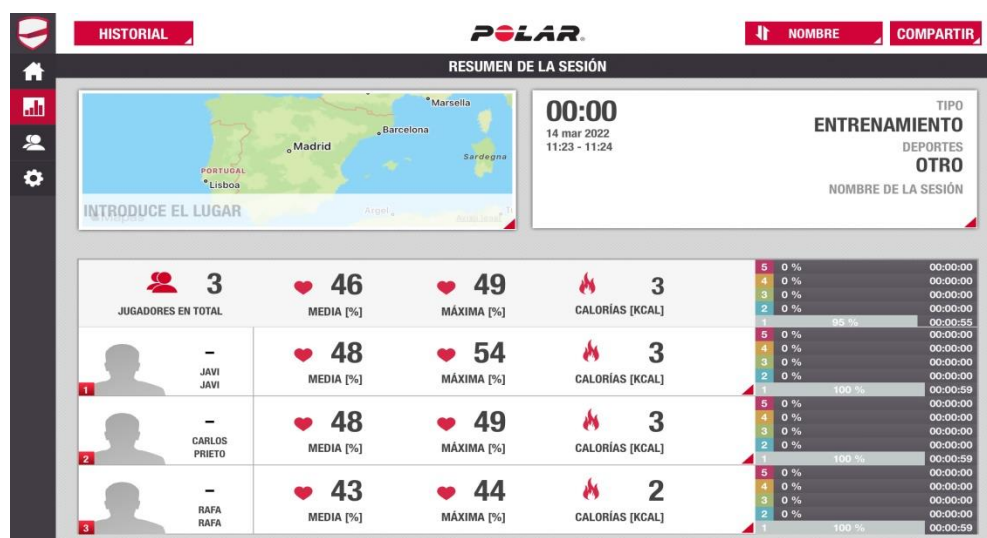 HISTORIAL
POLAR.
NOMBRE
COMPARTIR
RESUMEN DE LA SESIÓN
Marsella
Barcelona
Madrid
Sardegna
PORTUGAL
Lisboa
Argel
INTRODUCE EL LUGAR
00:00
14 mar 2022
11:23 - 11:24
TIPO
ENTRENAMIENTO
DEPORTES
OTRO
NOMBRE DE LA SESIÓN
3
JUGADORES EN TOTAL
46
MEDIA [%]
49
MÁXIMA [%]
3
CALORÍAS [KCAL]
5 0 % 00:00:00
4 0 % 00:00:00
3 0 % 00:00:00
2 0 % 00:00:00
1 95 % 00:00:55
1
–
JAVI
JAVI
48
MEDIA [%]
54
MÁXIMA [%]
3
CALORÍAS [KCAL]
5 0 % 00:00:00
4 0 % 00:00:00
3 0 % 00:00:00
2 0 % 00:00:00
1 100 % 00:00:59
2
–
CARLOS
PRIETO
48
MEDIA [%]
49
MÁXIMA [%]
3
CALORÍAS [KCAL]
5 0 % 00:00:00
4 0 % 00:00:00
3 0 % 00:00:00
2 0 % 00:00:00
1 100 % 00:00:59
3
–
RAFA
RAFA
43
MEDIA [%]
44
MÁXIMA [%]
2
CALORÍAS [KCAL]
5 0 % 00:00:00
4 0 % 00:00:00
3 0 % 00:00:00
2 0 % 00:00:00
1 100 % 00:00:59